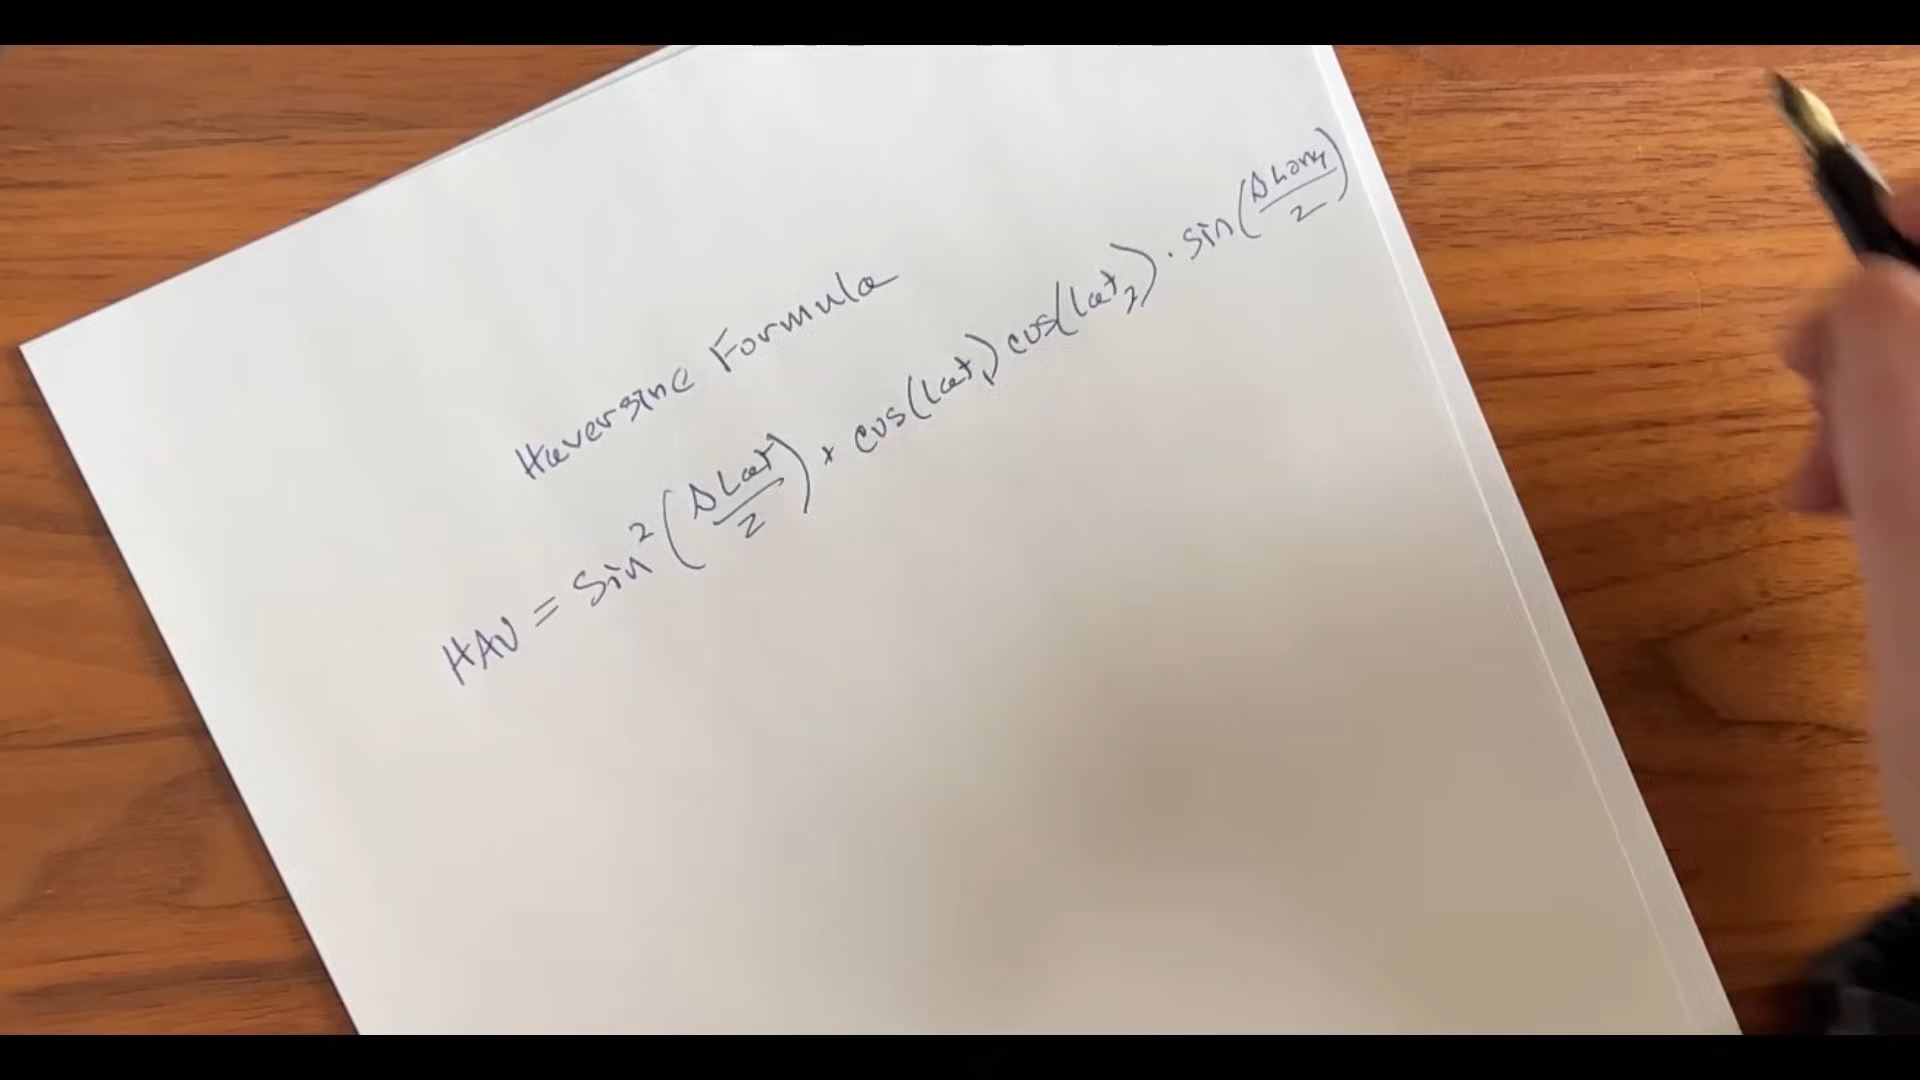 Haversine Formula
HAV = Sin²(ΔLat/2) + cos(Lat₁) cos(Lat₂) · sin(ΔLong/2)